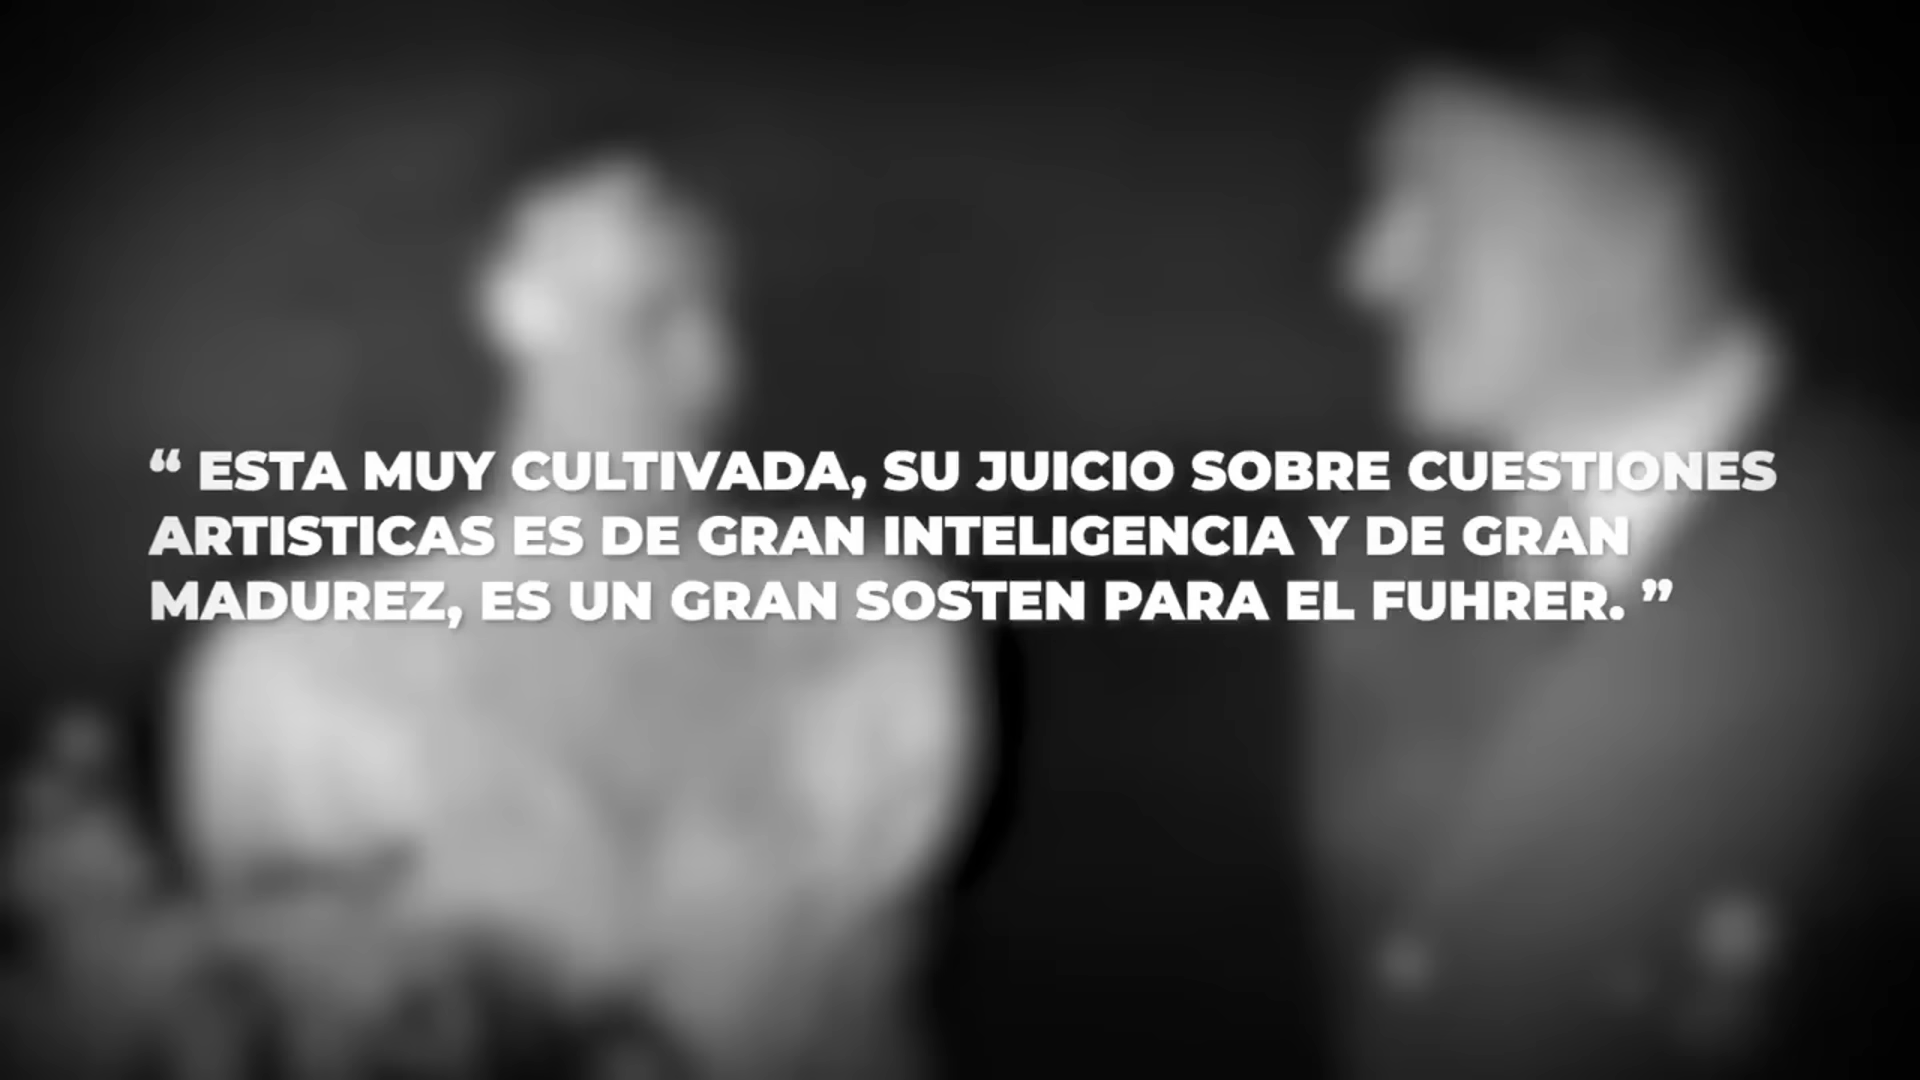 “ ESTA MUY CULTIVADA, SU JUICIO SOBRE CUESTIONES
ARTISTICAS ES DE GRAN INTELIGENCIA Y DE GRAN
MADUREZ, ES UN GRAN SOSTEN PARA EL FUHRER. ”